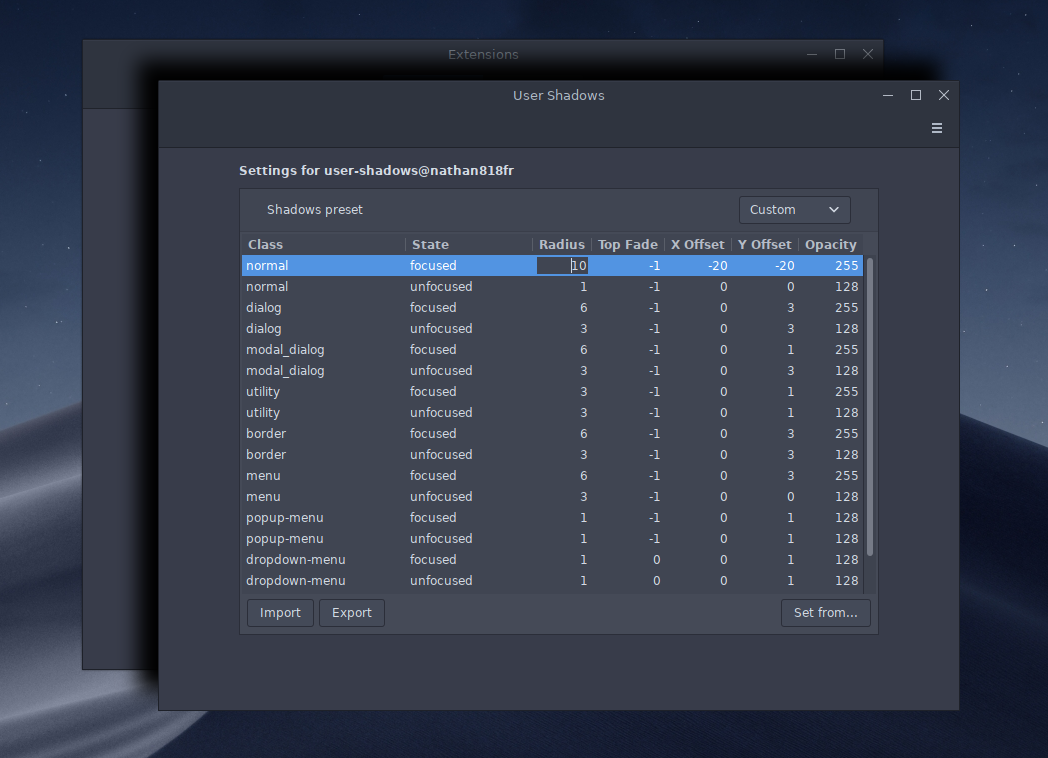 Extensions
User Shadows
Settings for user-shadows@nathan818fr
Shadows preset Custom
Class State Radius Top Fade X Offset Y Offset Opacity
normal focused 10 -1 -20 -20 255
normal unfocused 1 -1 0 0 128
dialog focused 6 -1 0 3 255
dialog unfocused 3 -1 0 3 128
modal_dialog focused 6 -1 0 1 255
modal_dialog unfocused 3 -1 0 3 128
utility focused 3 -1 0 1 255
utility unfocused 3 -1 0 1 128
border focused 6 -1 0 3 255
border unfocused 3 -1 0 3 128
menu focused 6 -1 0 3 255
menu unfocused 3 -1 0 0 128
popup-menu focused 1 -1 0 1 128
popup-menu unfocused 1 -1 0 1 128
dropdown-menu focused 1 0 0 1 128
dropdown-menu unfocused 1 0 0 1 128
Import Export Set from...